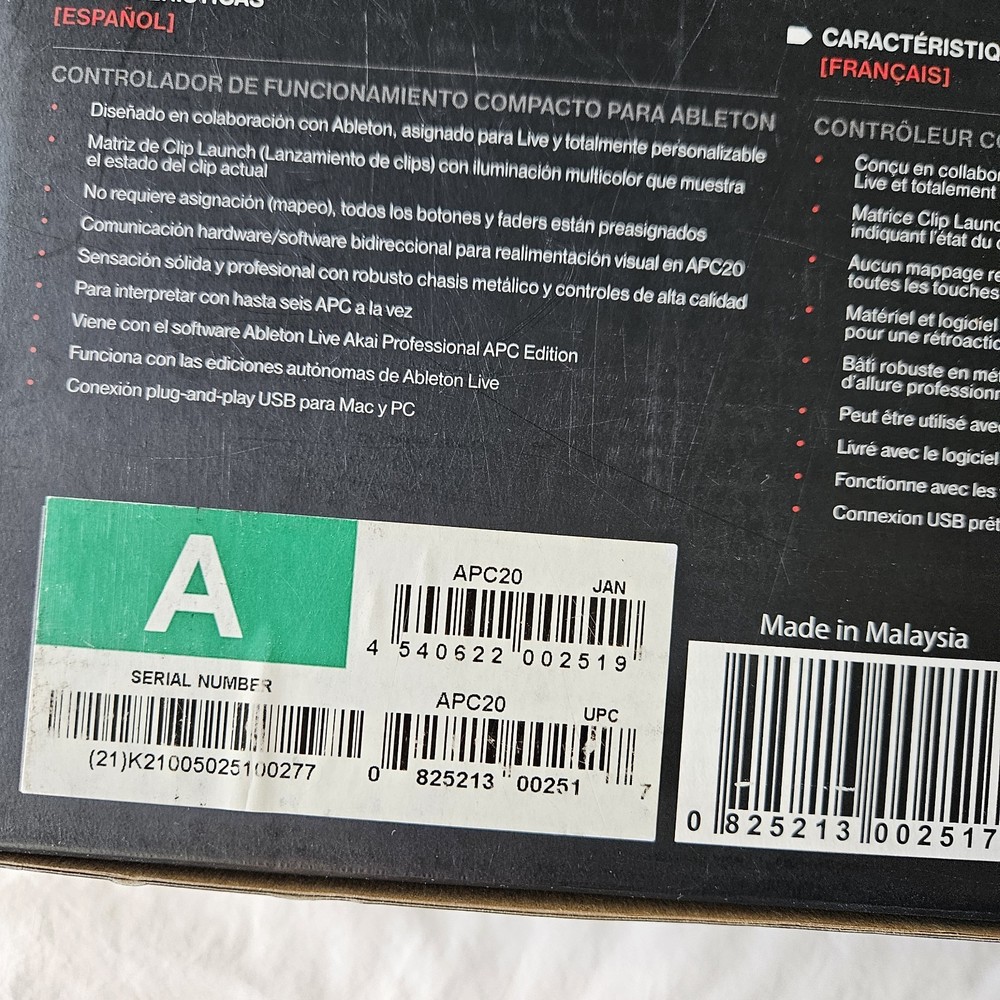 [ESPAÑOL]
CONTROLADOR DE FUNCIONAMIENTO COMPACTO PARA ABLETON
Diseñado en colaboración con Ableton, asignado para Live y totalmente personalizable
Matriz de Clip Launch (Lanzamiento de clips) con iluminación multicolor que muestra
el estado del clip actual
No requiere asignación (mapeo), todos los botones y faders están preasignados
Comunicación hardware/software bidireccional para realimentación visual en APC20
Sensación sólida y profesional con robusto chasis metálico y controles de alta calidad
Para interpretar con hasta seis APC a la vez
Viene con el software Ableton Live Akai Professional APC Edition
Funciona con las ediciones autónomas de Ableton Live
Conexión plug-and-play USB para Mac y PC
CARACTÉRISTIQ
[FRANÇAIS]
CONTRÔLEUR CO
Conçu en collabor
Live et totalement
Matrice Clip Launc
indiquant l'état du c
Aucun mappage re
toutes les touches
Matériel et logiciel
pour une rétroactio
Bâti robuste en mét
d'allure professionn
Peut être utilisé avec
Livré avec le logiciel
Fonctionne avec les
Connexion USB prêt
A
SERIAL NUMBER
(21)K21005025100277
APC20
JAN
4 540622 002519
APC20
UPC
0 825213 00251 7
Made in Malaysia
0 825213 002517